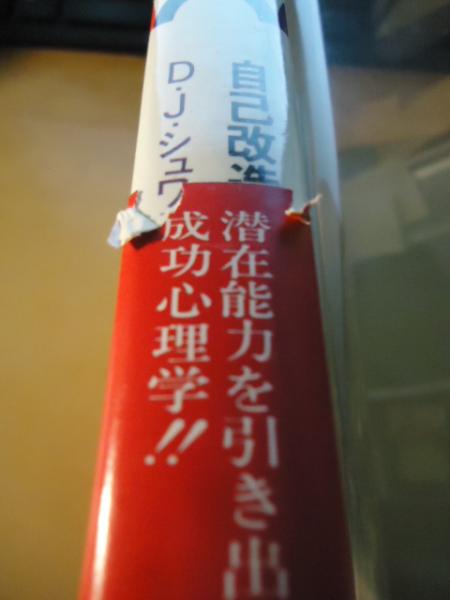 自己改造
D・J・シュワ
潜在能力を引き出
成功心理学!!